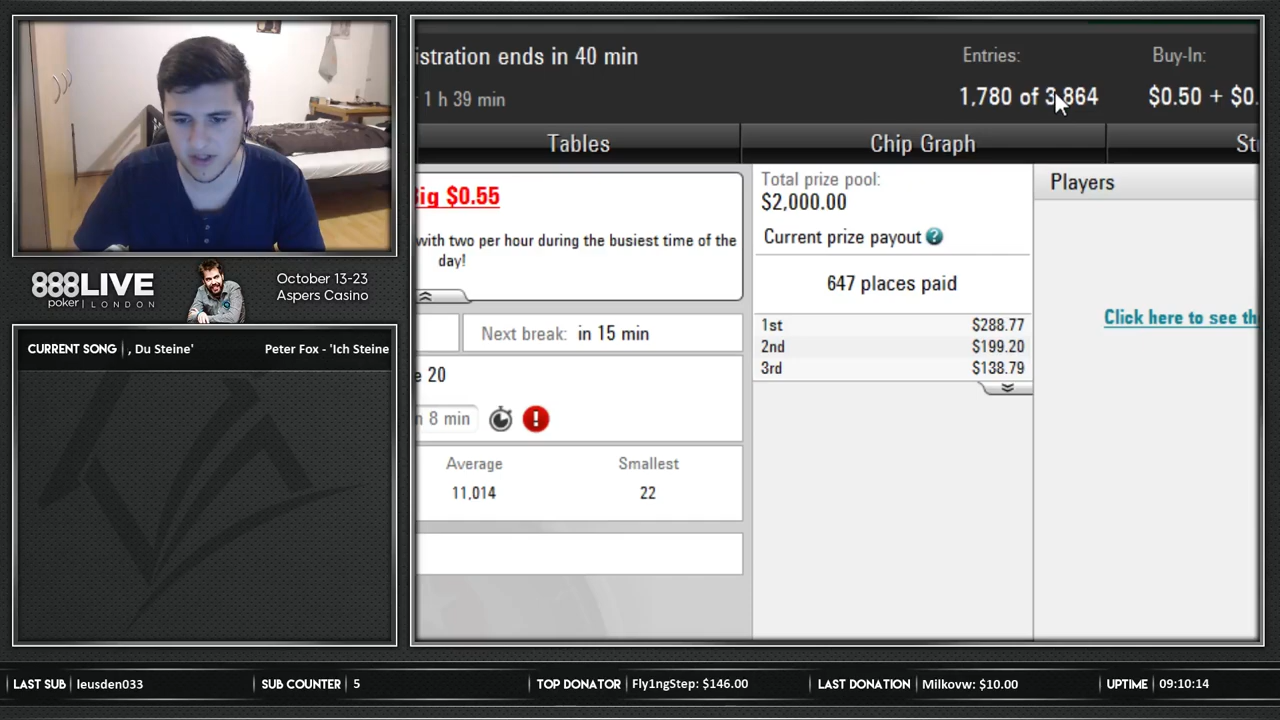 istration ends in 40 min
1 h 39 min
Entries:
1,780 of 3,864
Buy-In:
$0.50 + $0.
Tables
Chip Graph
St
ig $0.55
with two per hour during the busiest time of the
day!
Next break: in 15 min
e 20
n 8 min
Average
Smallest
11,014
22
Total prize pool:
$2,000.00
Current prize payout ?
647 places paid
1st $288.77
2nd $199.20
3rd $138.79
Players
Click here to see th
888LIVE
poker | LONDON
October 13-23
Aspers Casino
CURRENT SONG | , Du Steine' Peter Fox - 'Ich Steine
LAST SUB | leusden033
SUB COUNTER | 5
TOP DONATOR | Fly1ngStep: $146.00
LAST DONATION | Milkovw: $10.00
UPTIME | 09:10:14